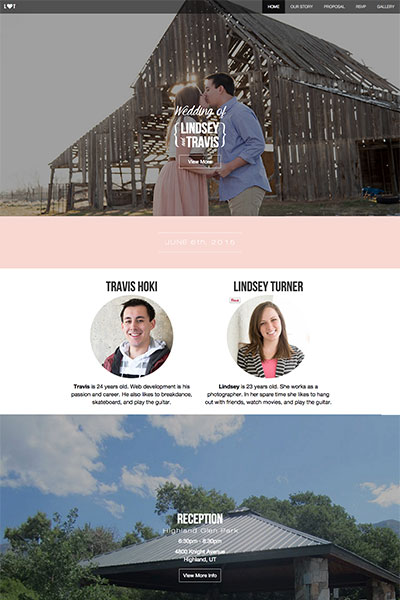 L♥T
HOME OUR STORY PROPOSAL RSVP GALLERY
Wedding of
{LINDSEY
AND TRAVIS}
View More
JUNE 6TH, 2015
TRAVIS HOKI
LINDSEY TURNER
Travis is 24 years old. Web development is his
passion and career. He also likes to breakdance,
skateboard, and play the guitar.
Lindsey is 23 years old. She works as a
photographer. In her spare time she likes to hang
out with friends, watch movies, and play the guitar.
RECEPTION
Highland Glen Park
6:30pm - 8:30pm
4800 Knight Avenue
Highland, UT
View More Info